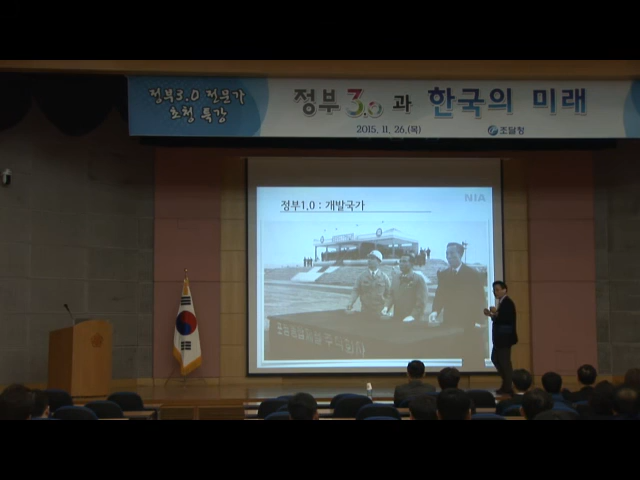 정부3.0 전문가
초청 특강
정부 3.0 과 한국의 미래
2015. 11. 26.(목)
조달청
NIA
정부1.0 : 개발국가